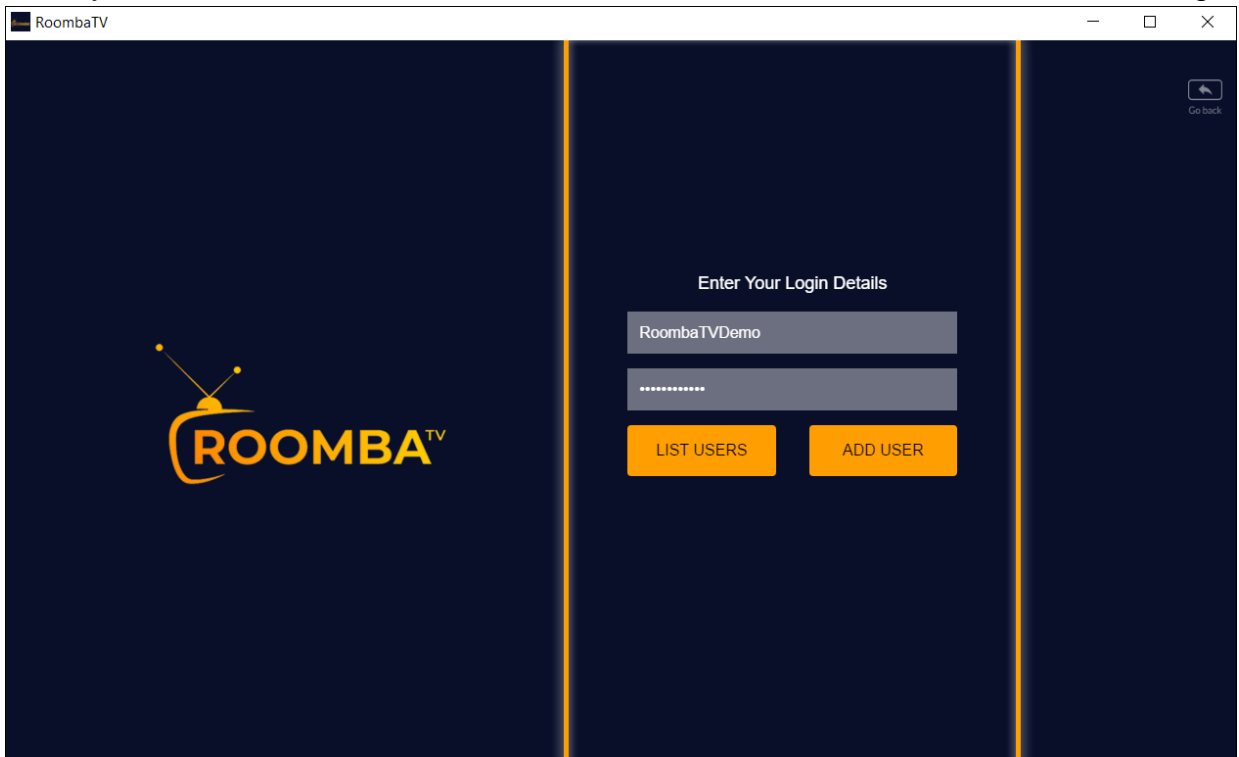 RoombaTV
Go back
Enter Your Login Details
RoombaTVDemo
••••••••••••
ROOMBA TV
LIST USERS
ADD USER